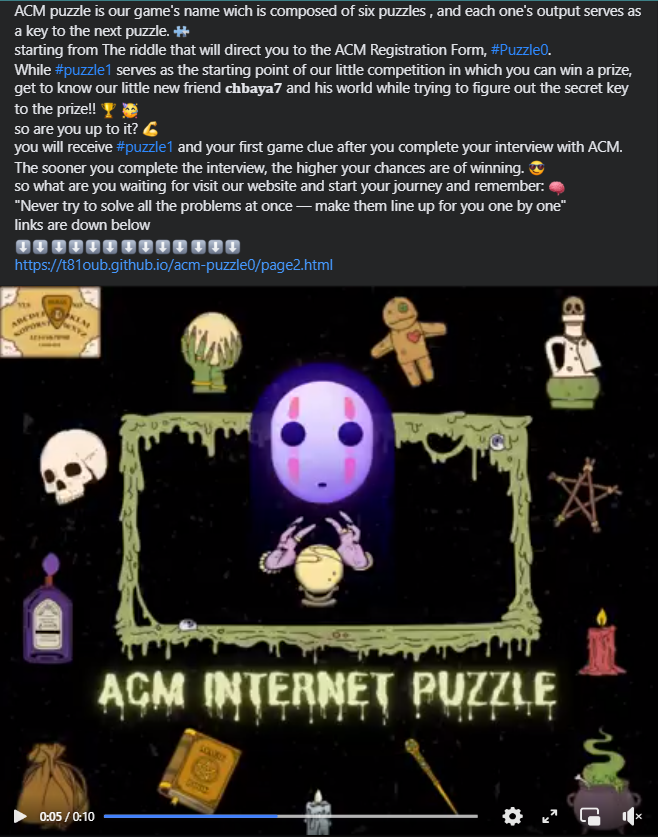 ACM puzzle is our game's name wich is composed of six puzzles , and each one's output serves as
a key to the next puzzle.
starting from The riddle that will direct you to the ACM Registration Form, #Puzzle0.
While #puzzle1 serves as the starting point of our little competition in which you can win a prize,
get to know our little new friend 𝐜𝐡𝐛𝐚𝐲𝐚𝟕 and his world while trying to figure out the secret key
to the prize!! 🏆 🥳
so are you up to it? 💪
you will receive #puzzle1 and your first game clue after you complete your interview with ACM.
The sooner you complete the interview, the higher your chances are of winning. 😎
so what are you waiting for visit our website and start your journey and remember: 🧠
"Never try to solve all the problems at once — make them line up for you one by one"
links are down below
⬇⬇⬇⬇⬇⬇⬇⬇⬇⬇⬇⬇⬇
https://t81oub.github.io/acm-puzzle0/page2.html
ACM INTERNET PUZZLE
0:05 / 0:10